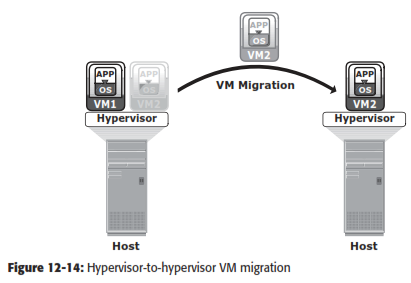 APP
OS
VM2
APP
OS
VM1
APP
OS
VM2
VM Migration
APP
OS
VM2
Hypervisor
Hypervisor
Host
Host
Figure 12-14: Hypervisor-to-hypervisor VM migration